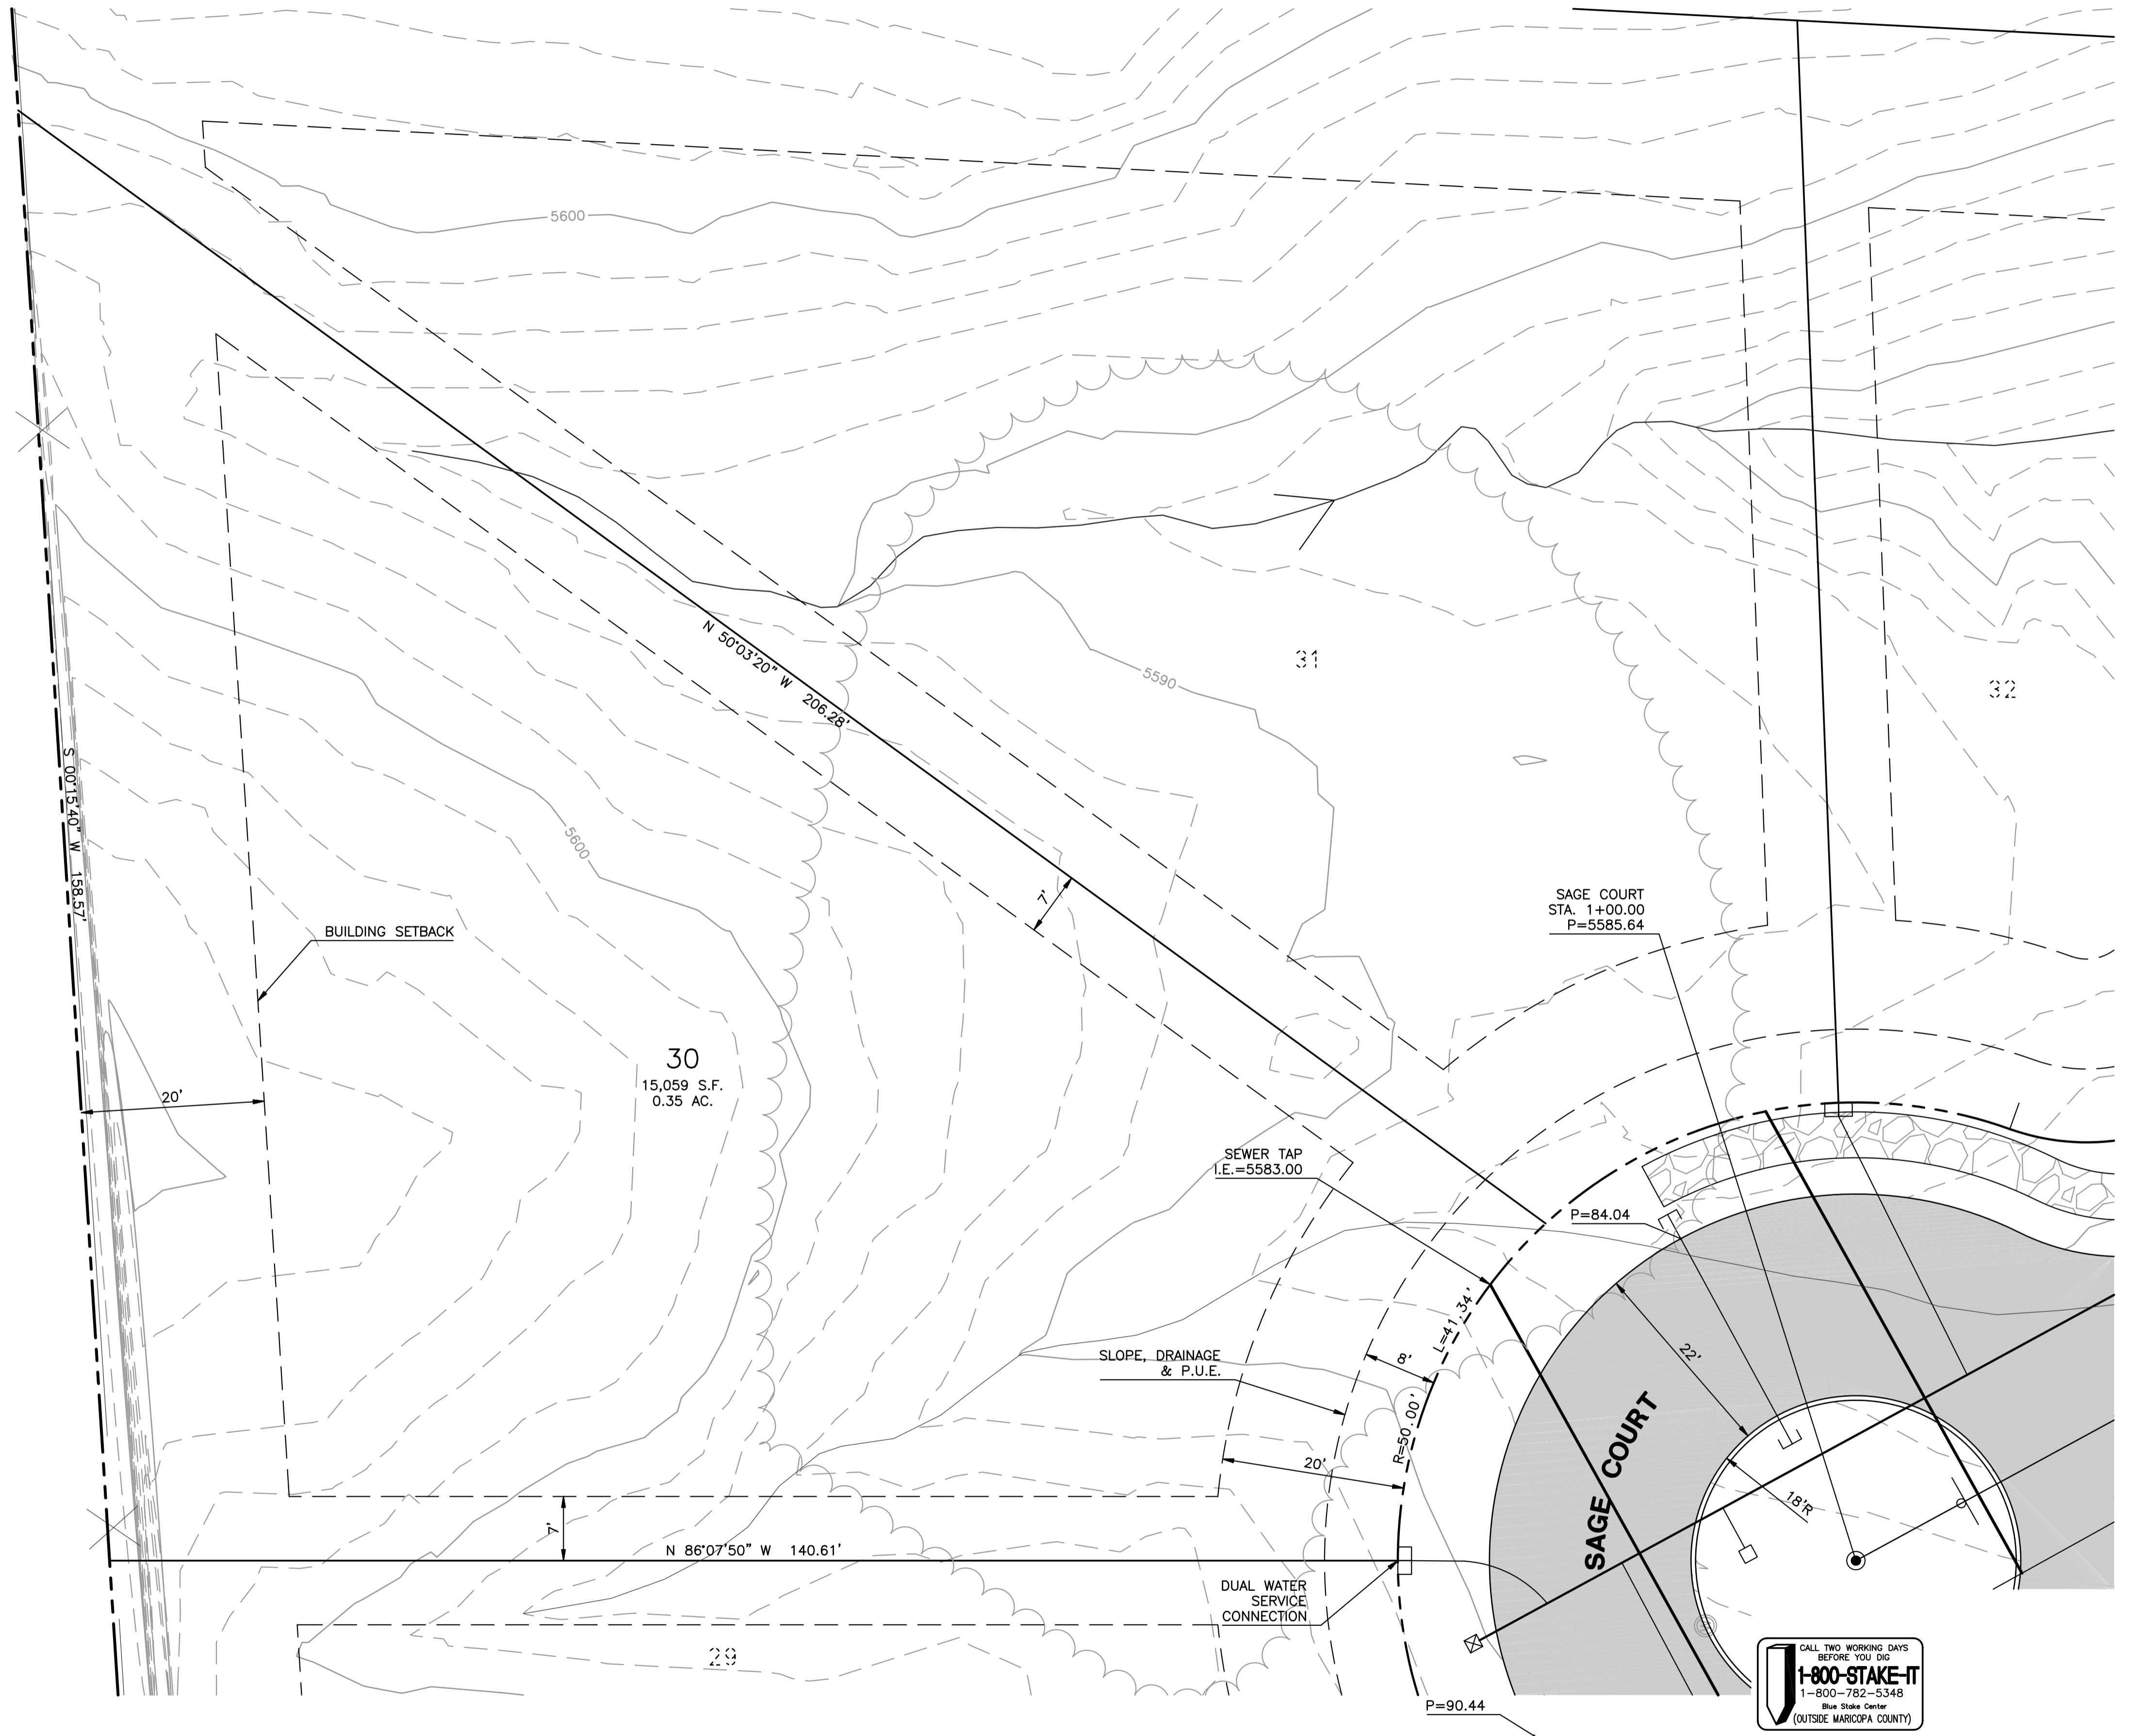 5600
N 50°03'20" W 206.28'
31
5590
32
S 00°15'40" W 158.57'
5600
7'
SAGE COURT
STA. 1+00.00
P=5585.64
BUILDING SETBACK
30
15,059 S.F.
0.35 AC.
20'
SEWER TAP
I.E.=5583.00
P=84.04
L=41.34'
SLOPE, DRAINAGE
& P.U.E.
8'
22'
R=50.00'
20'
SAGE COURT
18'R
7'
N 86°07'50" W 140.61'
DUAL WATER
SERVICE
CONNECTION
29
P=90.44
CALL TWO WORKING DAYS
BEFORE YOU DIG
1-800-STAKE-IT
1-800-782-5348
Blue Stake Center
(OUTSIDE MARICOPA COUNTY)